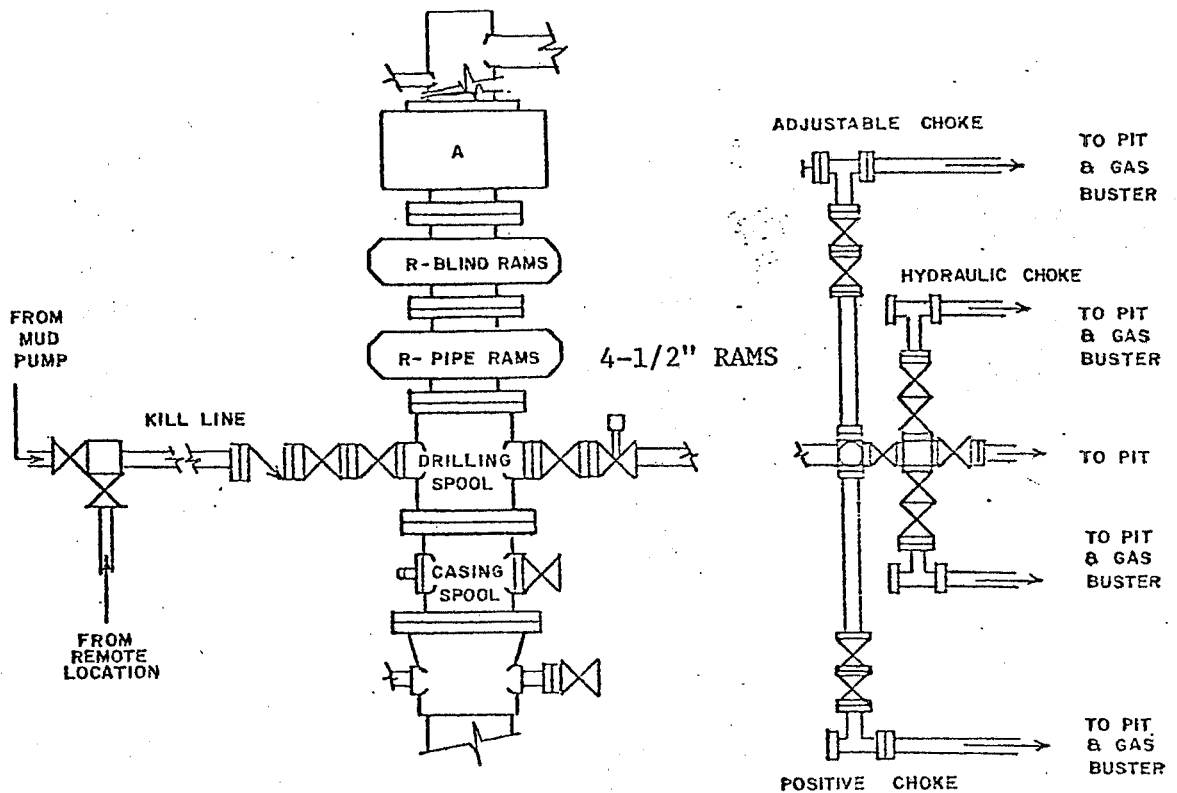 A
R-BLIND RAMS
R- PIPE RAMS
4-1/2" RAMS
FROM
MUD
PUMP
KILL LINE
DRILLING
SPOOL
CASING
SPOOL
FROM
REMOTE
LOCATION
ADJUSTABLE CHOKE
TO PIT
& GAS
BUSTER
HYDRAULIC CHOKE
TO PIT
& GAS
BUSTER
TO PIT
TO PIT
& GAS
BUSTER
TO PIT
& GAS
BUSTER
POSITIVE CHOKE